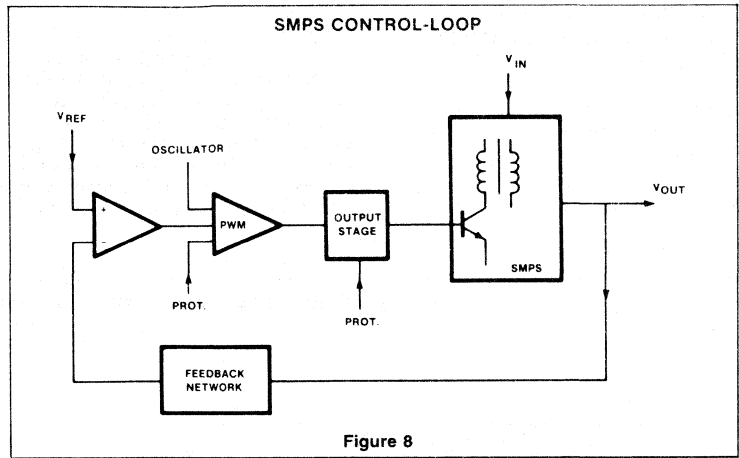 SMPS CONTROL-LOOP
VIN
VREF
OSCILLATOR
+
PWM
−
OUTPUT
STAGE
VOUT
SMPS
PROT.
PROT.
FEEDBACK
NETWORK
Figure 8